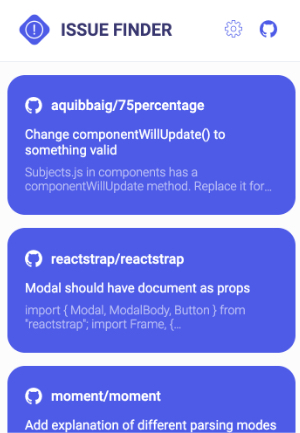 ISSUE FINDER
aquibbaig/75percentage
Change componentWillUpdate() to
something valid
Subjects.js in components has a
componentWillUpdate method. Replace it for...
reactstrap/reactstrap
Modal should have document as props
import { Modal, ModalBody, Button } from
"reactstrap"; import Frame, {...
moment/moment
Add explanation of different parsing modes